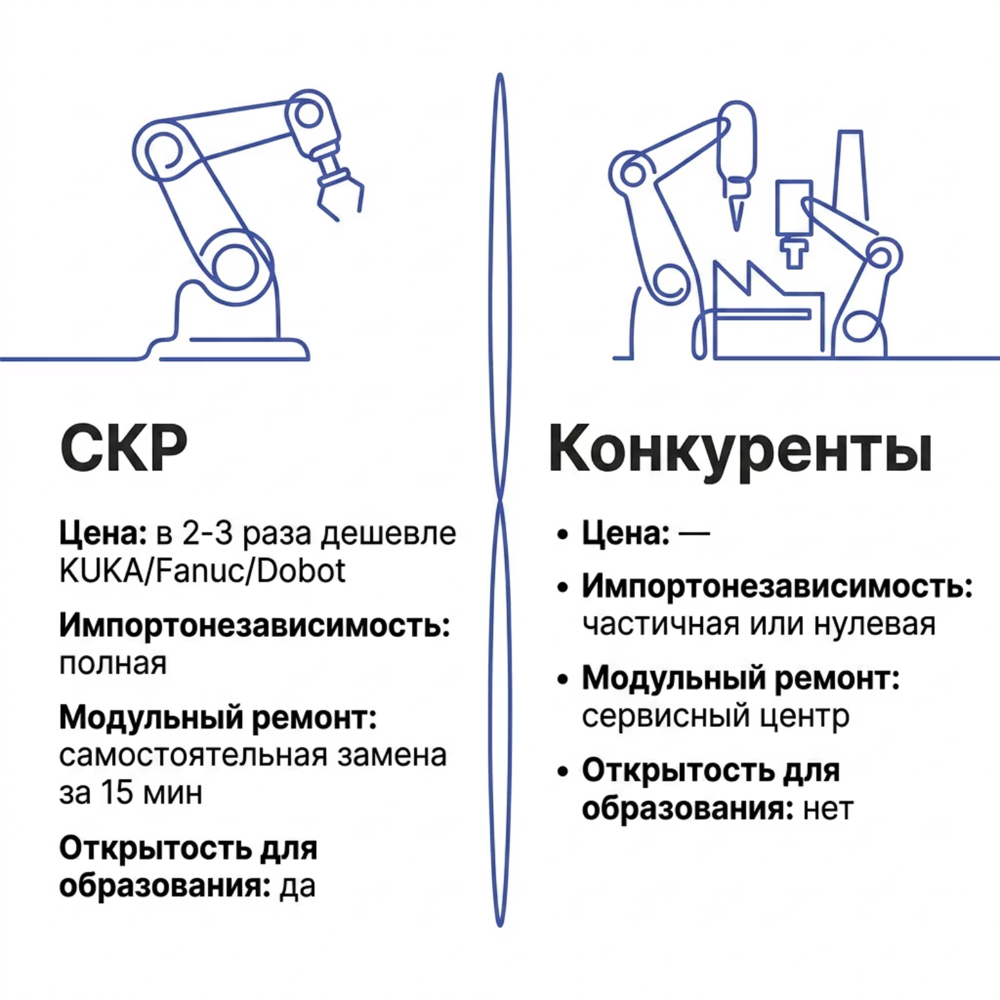 СКР
Цена: в 2-3 раза дешевле
KUKA/Fanuc/Dobot
Импортонезависимость:
полная
Модульный ремонт:
самостоятельная замена
за 15 мин
Открытость для
образования: да
Конкуренты
• Цена: —
• Импортонезависимость:
частичная или нулевая
• Модульный ремонт:
сервисный центр
• Открытость для
образования: нет